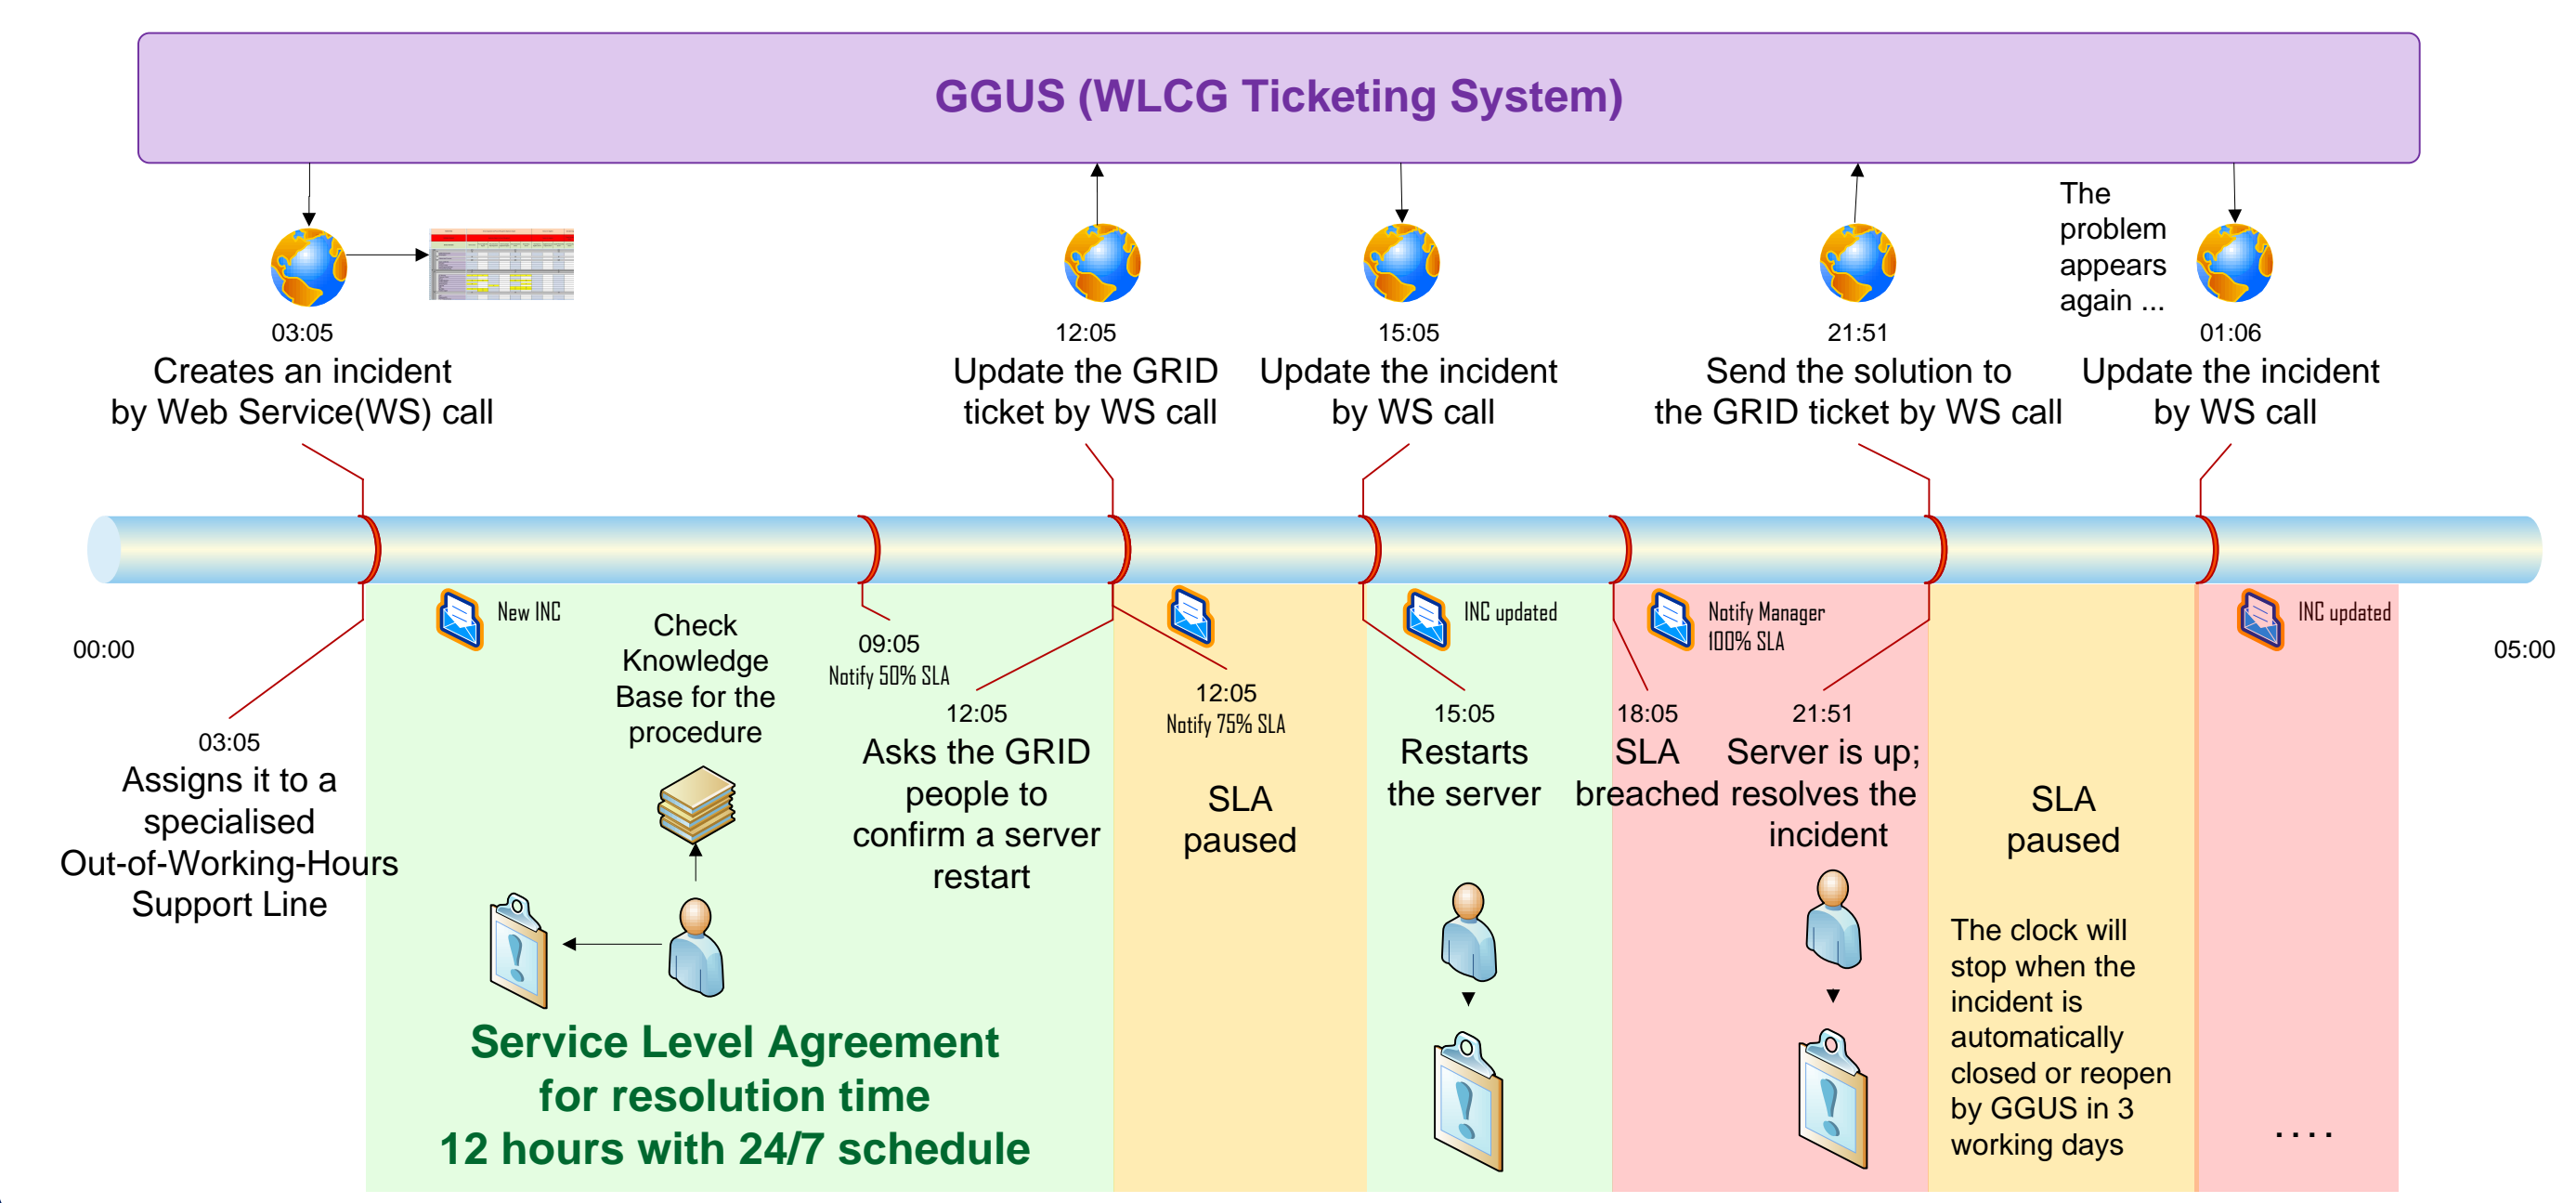 GGUS (WLCG Ticketing System)
03:05
Creates an incident
by Web Service(WS) call
12:05
Update the GRID
ticket by WS call
15:05
Update the incident
by WS call
21:51
Send the solution to
the GRID ticket by WS call
The
problem
appears
again ...
01:06
Update the incident
by WS call
00:00
03:05
Assigns it to a
specialised
Out-of-Working-Hours
Support Line
New INC
Check
Knowledge
Base for the
procedure
09:05
Notify 50% SLA
12:05
Asks the GRID
people to
confirm a server
restart
12:05
Notify 75% SLA
SLA
paused
INC updated
15:05
Restarts
the server
Notify Manager
100% SLA
18:05
SLA
breached
21:51
Server is up;
resolves the
incident
SLA
paused
The clock will
stop when the
incident is
automatically
closed or reopen
by GGUS in 3
working days
INC updated
....
05:00
Service Level Agreement
for resolution time
12 hours with 24/7 schedule